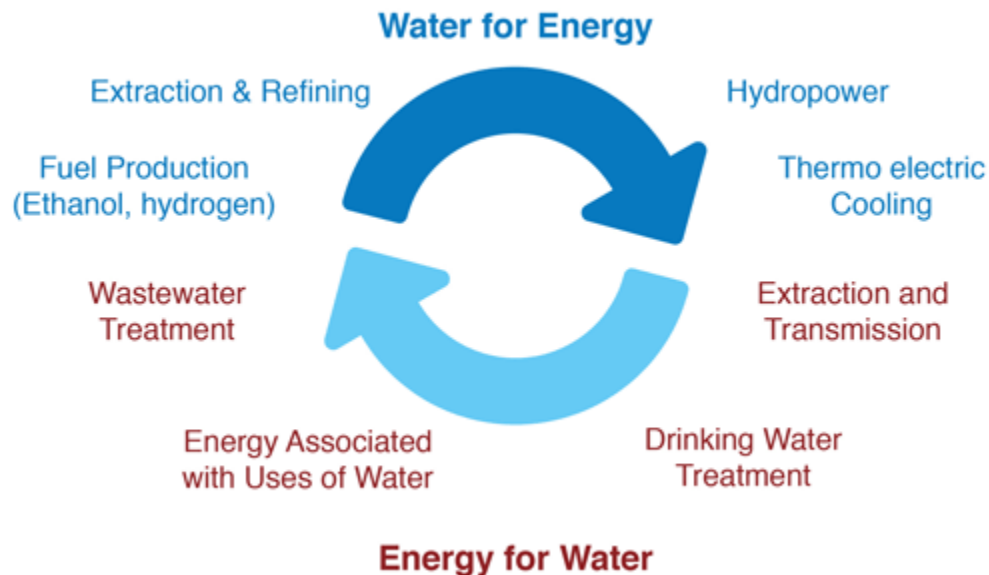 Water for Energy
Extraction & Refining
Hydropower
Fuel Production
(Ethanol, hydrogen)
Thermo electric
Cooling
Wastewater
Treatment
Extraction and
Transmission
Energy Associated
with Uses of Water
Drinking Water
Treatment
Energy for Water